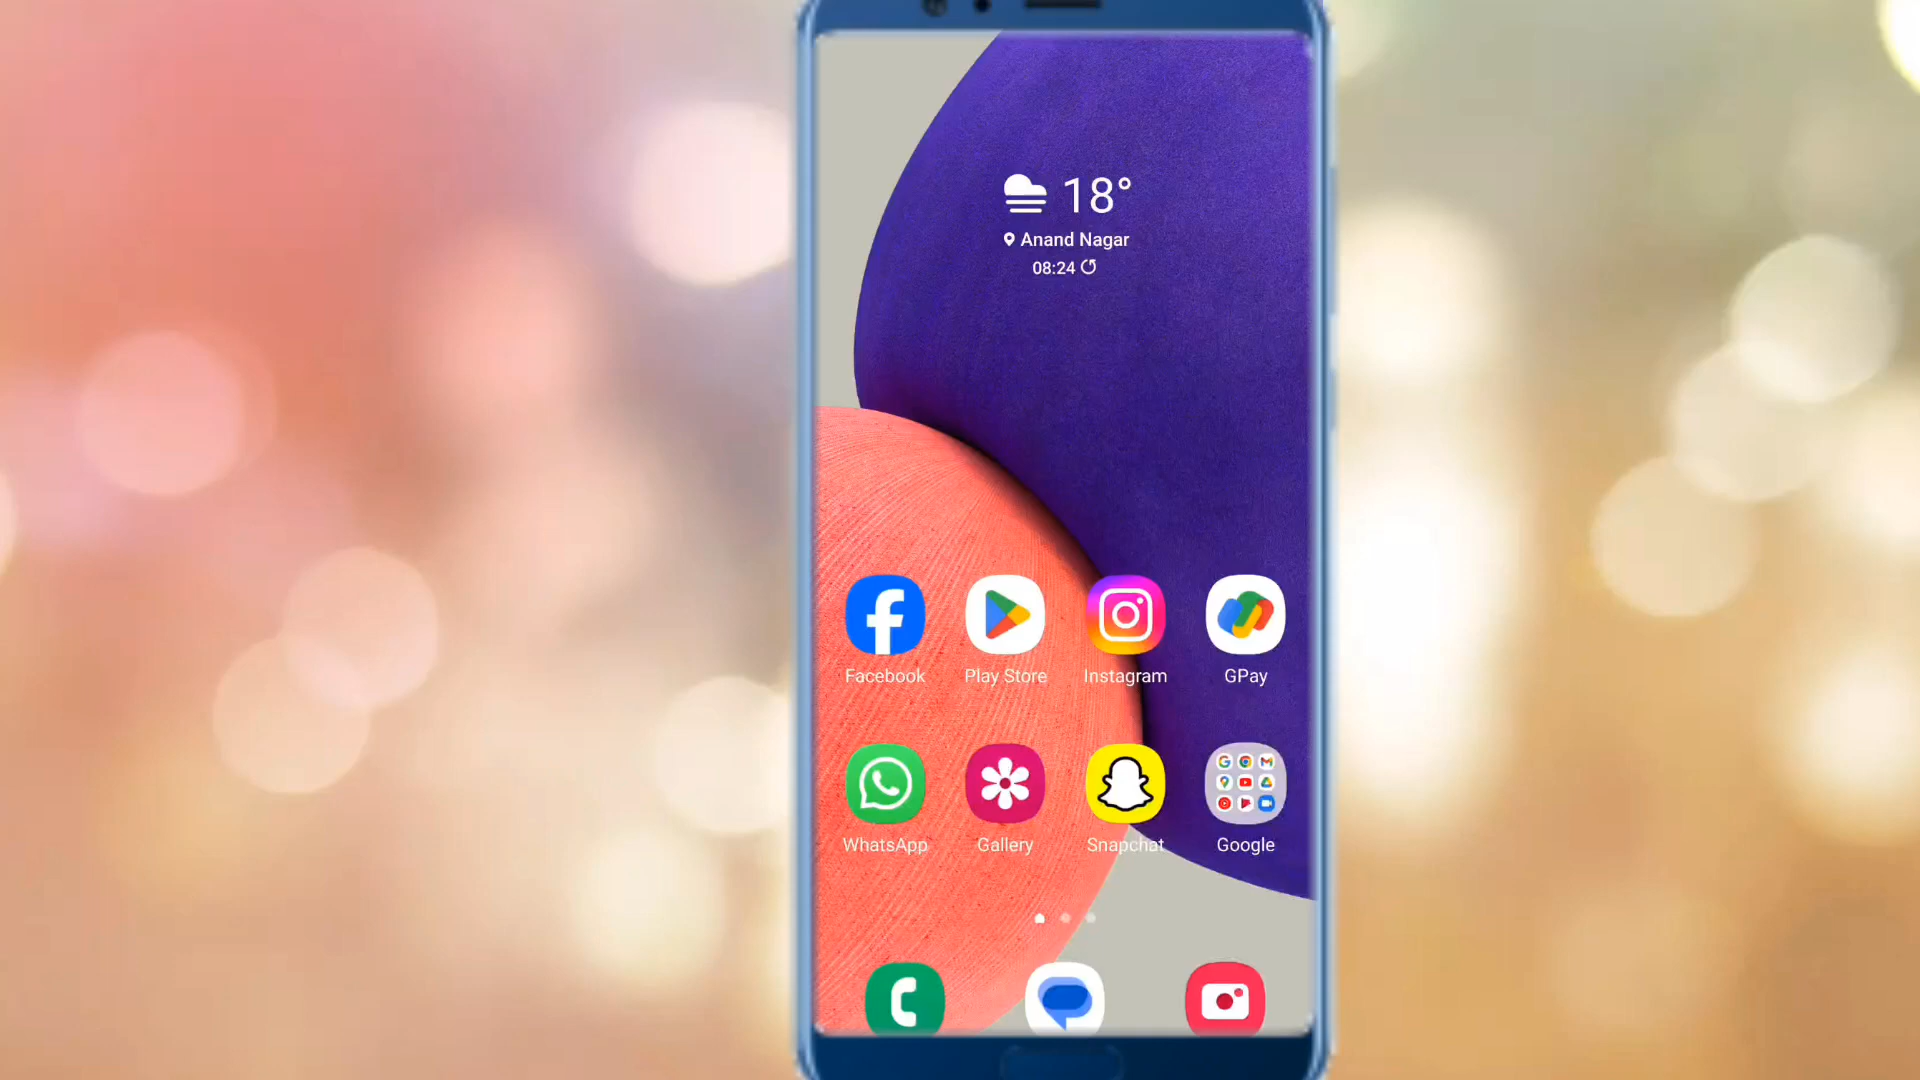 18°
Anand Nagar
08:24
Facebook Play Store Instagram GPay
WhatsApp Gallery Snapchat Google